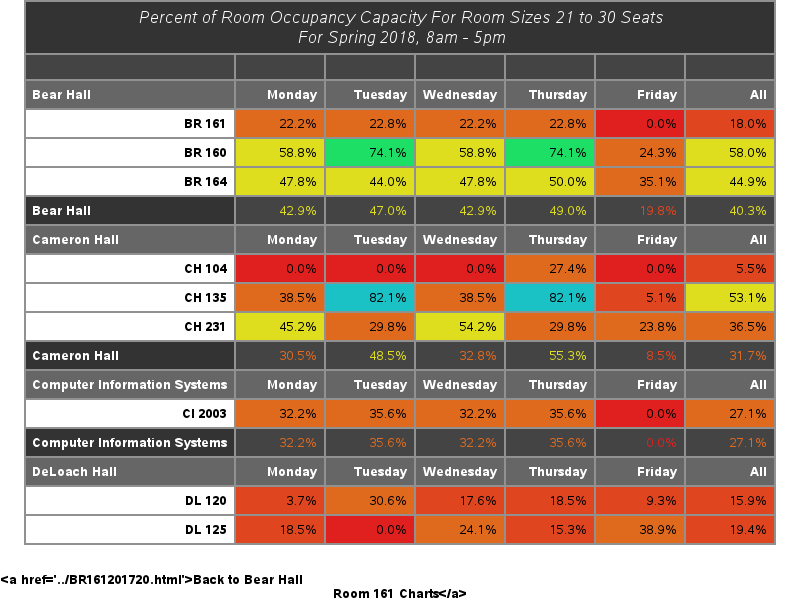 Percent of Room Occupancy Capacity For Room Sizes 21 to 30 Seats
For Spring 2018, 8am - 5pm
Bear Hall Monday Tuesday Wednesday Thursday Friday All
BR 161 22.2% 22.8% 22.2% 22.8% 0.0% 18.0%
BR 160 58.8% 74.1% 58.8% 74.1% 24.3% 58.0%
BR 164 47.8% 44.0% 47.8% 50.0% 35.1% 44.9%
Bear Hall 42.9% 47.0% 42.9% 49.0% 19.8% 40.3%
Cameron Hall Monday Tuesday Wednesday Thursday Friday All
CH 104 0.0% 0.0% 0.0% 27.4% 0.0% 5.5%
CH 135 38.5% 82.1% 38.5% 82.1% 5.1% 53.1%
CH 231 45.2% 29.8% 54.2% 29.8% 23.8% 36.5%
Cameron Hall 30.5% 48.5% 32.8% 55.3% 8.5% 31.7%
Computer Information Systems Monday Tuesday Wednesday Thursday Friday All
CI 2003 32.2% 35.6% 32.2% 35.6% 0.0% 27.1%
Computer Information Systems 32.2% 35.6% 32.2% 35.6% 0.0% 27.1%
DeLoach Hall Monday Tuesday Wednesday Thursday Friday All
DL 120 3.7% 30.6% 17.6% 18.5% 9.3% 15.9%
DL 125 18.5% 0.0% 24.1% 15.3% 38.9% 19.4%
<a href='../BR161201720.html'>Back to Bear Hall
Room 161 Charts</a>